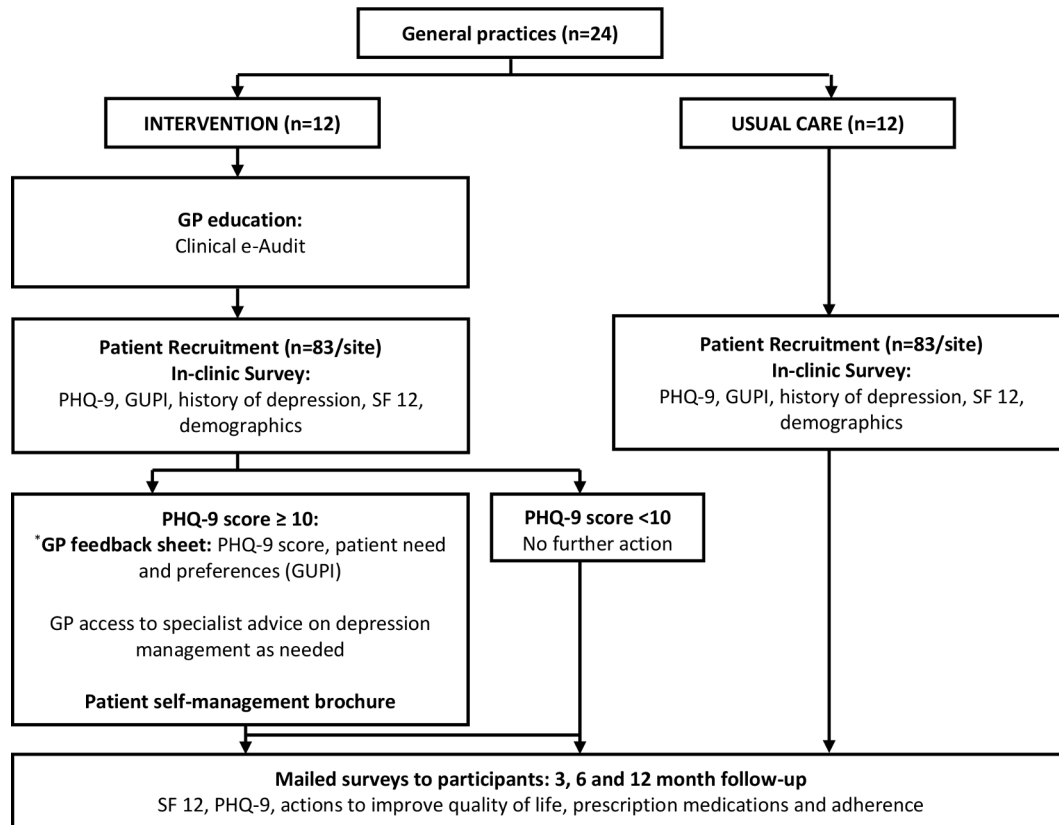 General practices (n=24)
INTERVENTION (n=12)
USUAL CARE (n=12)
GP education:
Clinical e-Audit
Patient Recruitment (n=83/site)
In-clinic Survey:
PHQ-9, GUPI, history of depression, SF 12,
demographics
Patient Recruitment (n=83/site)
In-clinic Survey:
PHQ-9, GUPI, history of depression, SF 12,
demographics
PHQ-9 score ≥ 10:
*GP feedback sheet: PHQ-9 score, patient need
and preferences (GUPI)
GP access to specialist advice on depression
management as needed
Patient self-management brochure
PHQ-9 score <10
No further action
Mailed surveys to participants: 3, 6 and 12 month follow-up
SF 12, PHQ-9, actions to improve quality of life, prescription medications and adherence